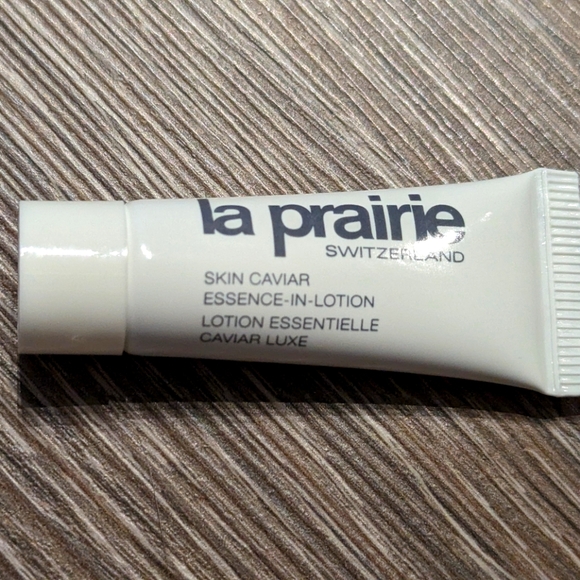 la prairie
SWITZERLAND
SKIN CAVIAR
ESSENCE-IN-LOTION
LOTION ESSENTIELLE
CAVIAR LUXE